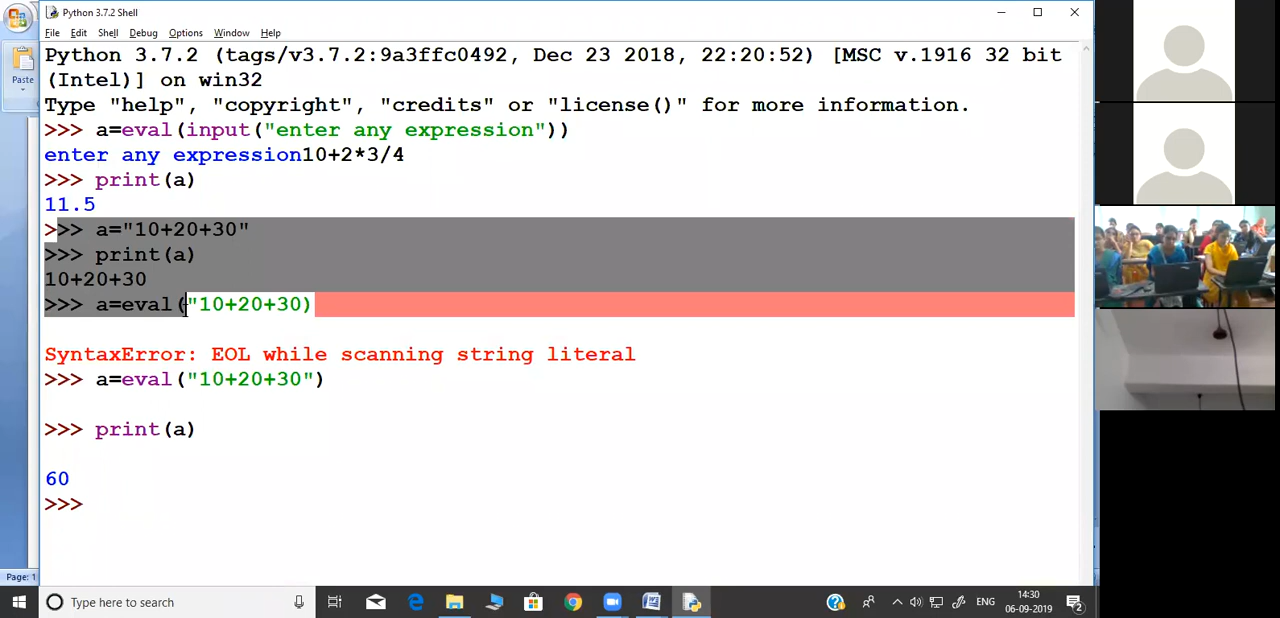 Python 3.7.2 Shell
File Edit Shell Debug Options Window Help
Paste
Python 3.7.2 (tags/v3.7.2:9a3ffc0492, Dec 23 2018, 22:20:52) [MSC v.1916 32 bit
(Intel)] on win32
Type "help", "copyright", "credits" or "license()" for more information.
>>> a=eval(input("enter any expression"))
enter any expression10+2*3/4
>>> print(a)
11.5
>>> a="10+20+30"
>>> print(a)
10+20+30
>>> a=eval("10+20+30)
SyntaxError: EOL while scanning string literal
>>> a=eval("10+20+30")
>>> print(a)
60
>>>
Page: 1
Type here to search
ENG
14:30
06-09-2019
2